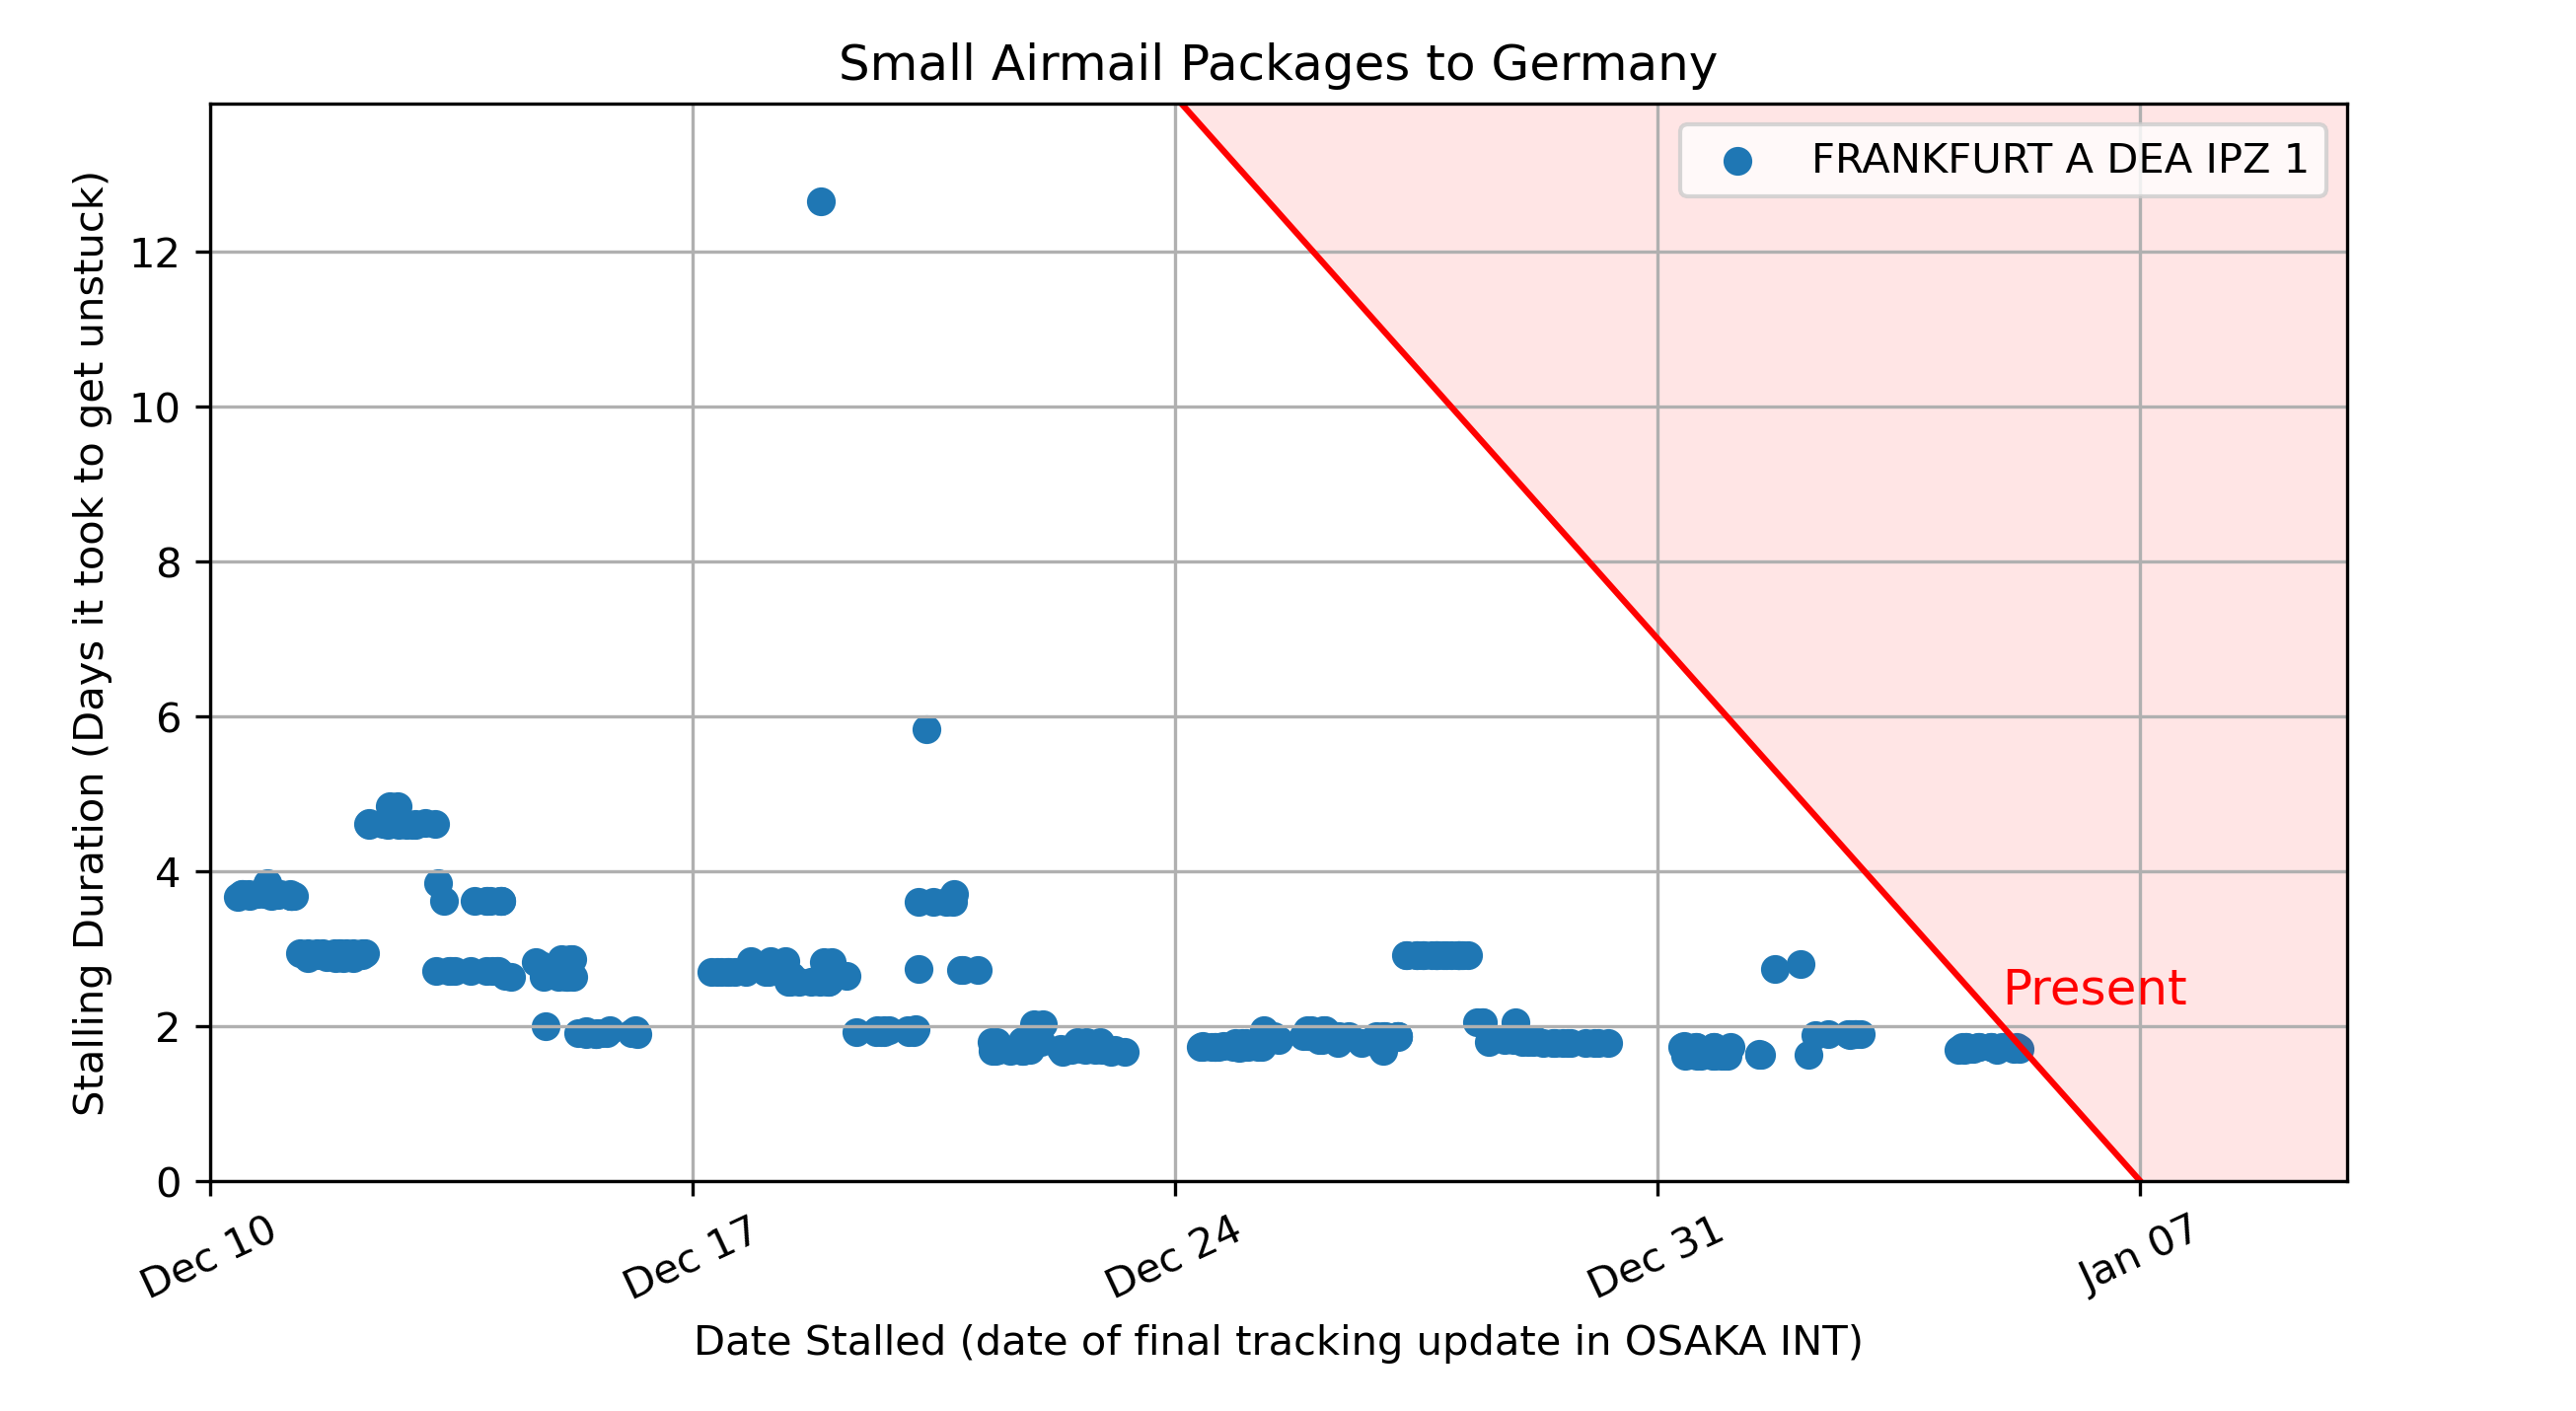 Small Airmail Packages to Germany
FRANKFURT A DEA IPZ 1
Stalling Duration (Days it took to get unstuck)
12
10
8
6
4
2
0
Present
Dec 10
Dec 17
Dec 24
Dec 31
Jan 07
Date Stalled (date of final tracking update in OSAKA INT)